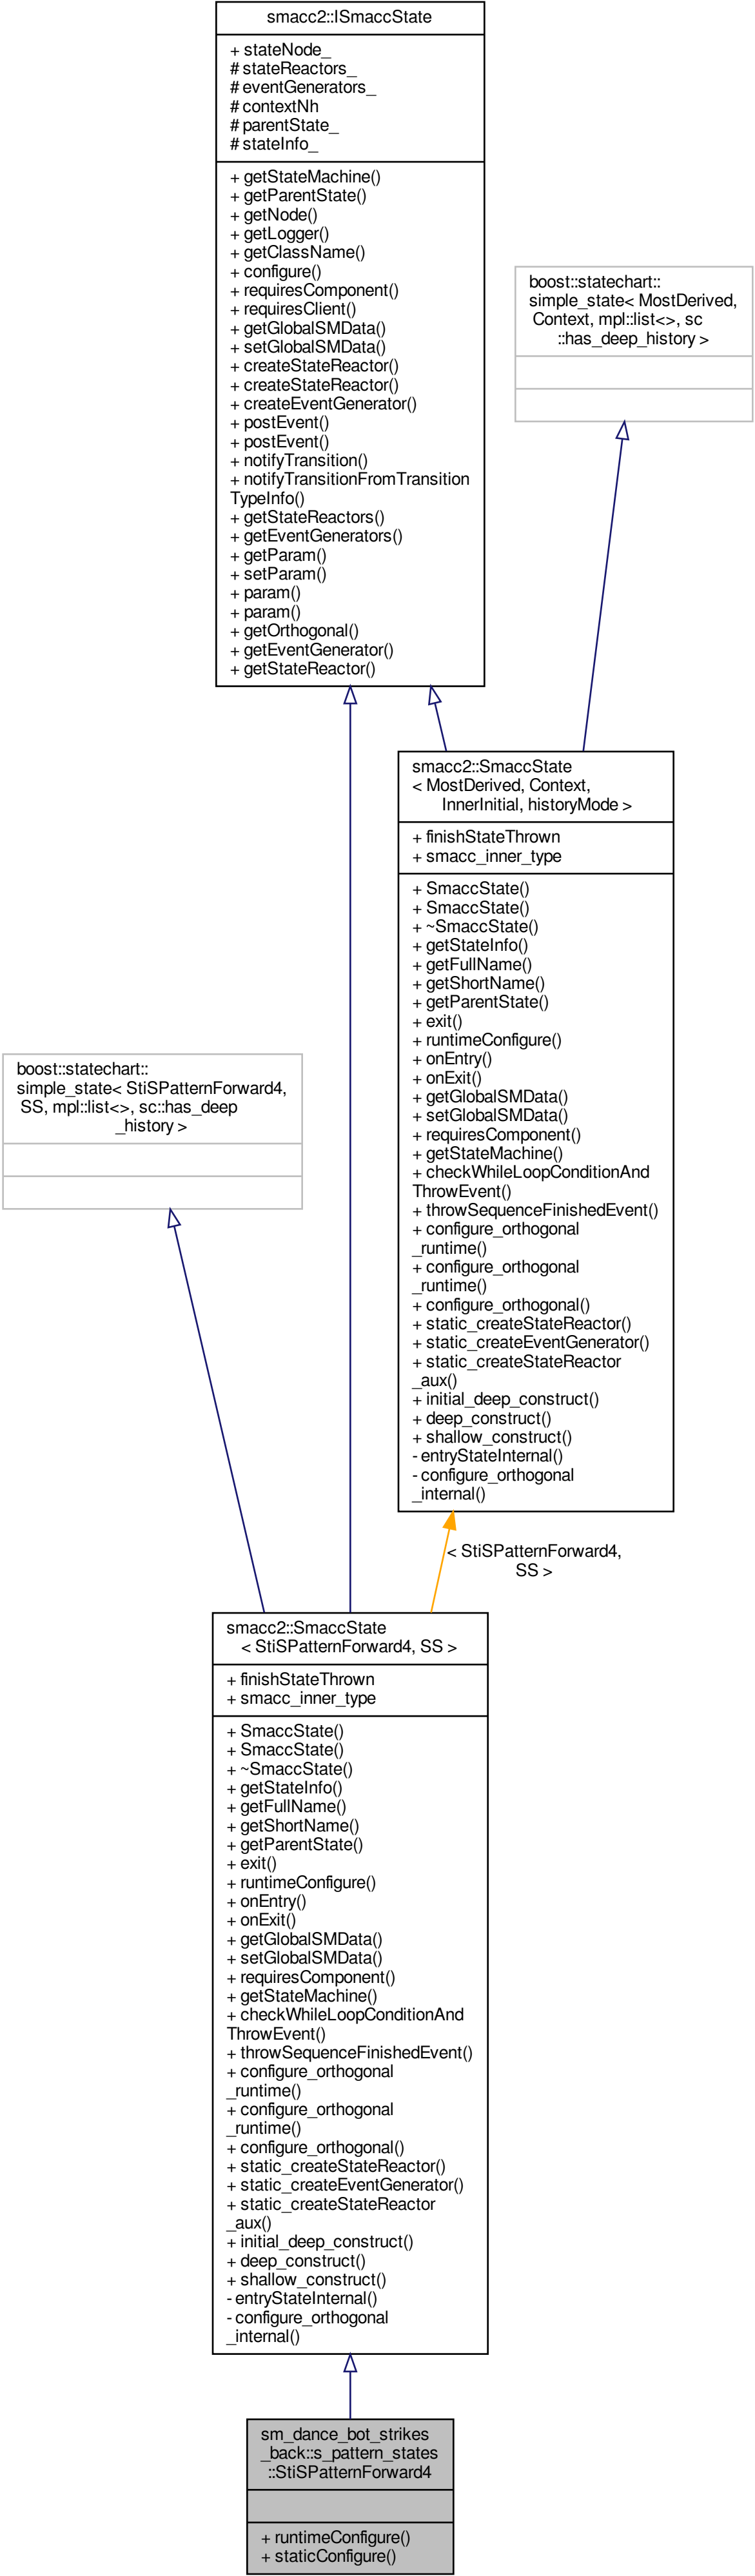 smacc2::ISmaccState
+ stateNode_
# stateReactors_
# eventGenerators_
# contextNh
# parentState_
# stateInfo_
+ getStateMachine()
+ getParentState()
+ getNode()
+ getLogger()
+ getClassName()
+ configure()
+ requiresComponent()
+ requiresClient()
+ getGlobalSMData()
+ setGlobalSMData()
+ createStateReactor()
+ createStateReactor()
+ createEventGenerator()
+ postEvent()
+ postEvent()
+ notifyTransition()
+ notifyTransitionFromTransition
TypeInfo()
+ getStateReactors()
+ getEventGenerators()
+ getParam()
+ setParam()
+ param()
+ param()
+ getOrthogonal()
+ getEventGenerator()
+ getStateReactor()
boost::statechart::
simple_state< MostDerived,
Context, mpl::list<>, sc
::has_deep_history >
smacc2::SmaccState
< MostDerived, Context,
InnerInitial, historyMode >
+ finishStateThrown
+ smacc_inner_type
+ SmaccState()
+ SmaccState()
+ ~SmaccState()
+ getStateInfo()
+ getFullName()
+ getShortName()
+ getParentState()
+ exit()
+ runtimeConfigure()
+ onEntry()
+ onExit()
+ getGlobalSMData()
+ setGlobalSMData()
+ requiresComponent()
+ getStateMachine()
+ checkWhileLoopConditionAnd
ThrowEvent()
+ throwSequenceFinishedEvent()
+ configure_orthogonal
_runtime()
+ configure_orthogonal
_runtime()
+ configure_orthogonal()
+ static_createStateReactor()
+ static_createEventGenerator()
+ static_createStateReactor
_aux()
+ initial_deep_construct()
+ deep_construct()
+ shallow_construct()
- entryStateInternal()
- configure_orthogonal
_internal()
boost::statechart::
simple_state< StiSPatternForward4,
SS, mpl::list<>, sc::has_deep
_history >
< StiSPatternForward4,
SS >
smacc2::SmaccState
< StiSPatternForward4, SS >
+ finishStateThrown
+ smacc_inner_type
+ SmaccState()
+ SmaccState()
+ ~SmaccState()
+ getStateInfo()
+ getFullName()
+ getShortName()
+ getParentState()
+ exit()
+ runtimeConfigure()
+ onEntry()
+ onExit()
+ getGlobalSMData()
+ setGlobalSMData()
+ requiresComponent()
+ getStateMachine()
+ checkWhileLoopConditionAnd
ThrowEvent()
+ throwSequenceFinishedEvent()
+ configure_orthogonal
_runtime()
+ configure_orthogonal
_runtime()
+ configure_orthogonal()
+ static_createStateReactor()
+ static_createEventGenerator()
+ static_createStateReactor
_aux()
+ initial_deep_construct()
+ deep_construct()
+ shallow_construct()
- entryStateInternal()
- configure_orthogonal
_internal()
sm_dance_bot_strikes
_back::s_pattern_states
::StiSPatternForward4
+ runtimeConfigure()
+ staticConfigure()